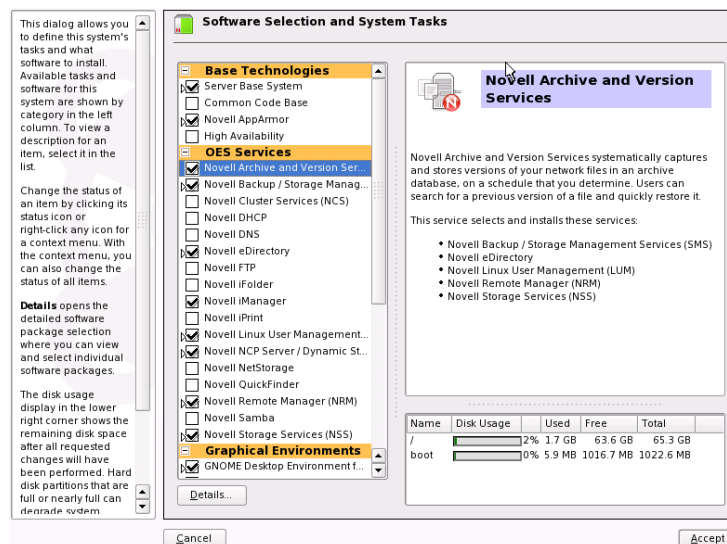 This dialog allows you
to define this system's
tasks and what
software to install.
Available tasks and
software for this
system are shown by
category in the left
column. To view a
description for an
item, select it in the
list.
Change the status of
an item by clicking its
status icon or
right-click any icon for
a context menu. With
the context menu, you
can also change the
status of all items.
Details opens the
detailed software
package selection
where you can view
and select individual
software packages.
The disk usage
display in the lower
right corner shows the
remaining disk space
after all requested
changes will have
been performed. Hard
disk partitions that are
full or nearly full can
degrade system
Software Selection and System Tasks
Base Technologies
Server Base System
Common Code Base
Novell AppArmor
High Availability
OES Services
Novell Archive and Version Ser...
Novell Backup / Storage Manag...
Novell Cluster Services (NCS)
Novell DHCP
Novell DNS
Novell eDirectory
Novell FTP
Novell iFolder
Novell iManager
Novell iPrint
Novell Linux User Management...
Novell NCP Server / Dynamic St...
Novell NetStorage
Novell QuickFinder
Novell Remote Manager (NRM)
Novell Samba
Novell Storage Services (NSS)
Graphical Environments
GNOME Desktop Environment f...
Details...
Novell Archive and Version
Services
Novell Archive and Version Services systematically captures
and stores versions of your network files in an archive
database, on a schedule that you determine. Users can
search for a previous version of a file and quickly restore it.
This service selects and installs these services:
• Novell Backup / Storage Management Services (SMS)
• Novell eDirectory
• Novell Linux User Management (LUM)
• Novell Remote Manager (NRM)
• Novell Storage Services (NSS)
Name Disk Usage Used Free Total
/ 2% 1.7 GB 63.6 GB 65.3 GB
boot 0% 5.9 MB 1016.7 MB 1022.6 MB
Cancel
Accept